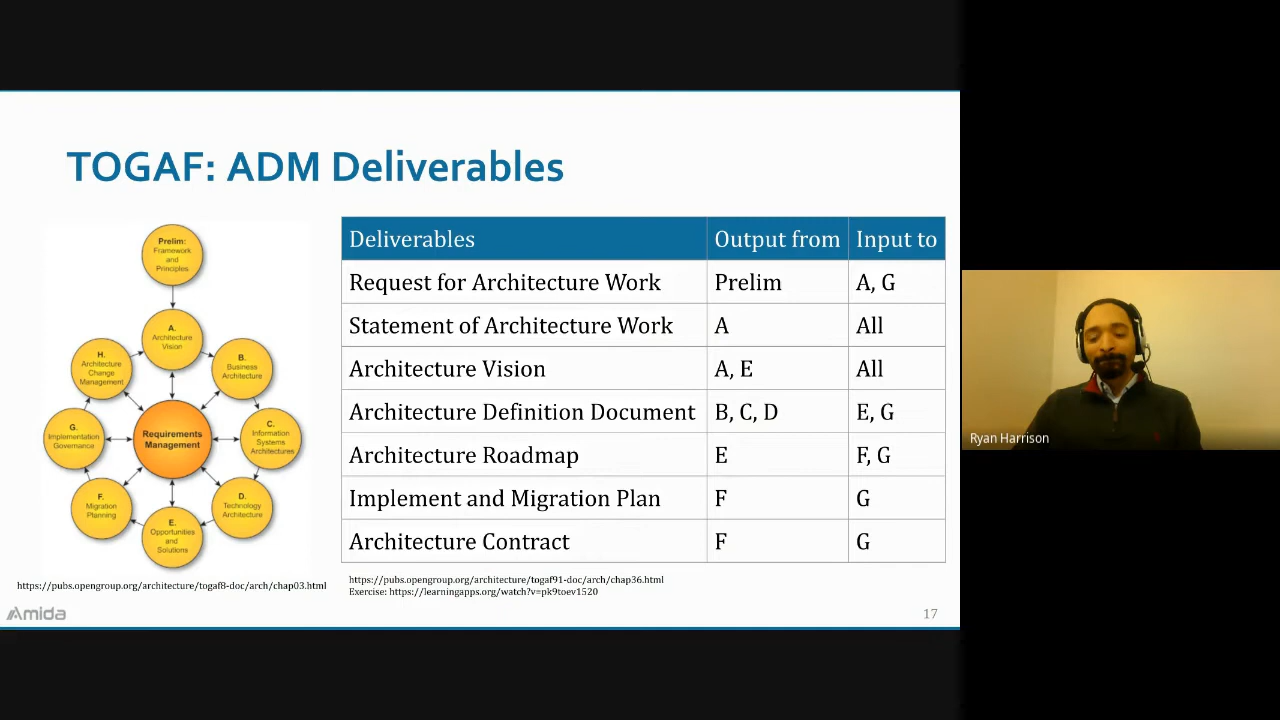 TOGAF: ADM Deliverables
Prelim:
Framework
and
Principles
A.
Architecture
Vision
H.
Architecture
Change
Management
B.
Business
Architecture
G.
Implementation
Governance
Requirements
Management
C.
Information
Systems
Architectures
F.
Migration
Planning
D.
Technology
Architecture
E.
Opportunities
and
Solutions
https://pubs.opengroup.org/architecture/togaf8-doc/arch/chap03.html
Deliverables Output from Input to
Request for Architecture Work Prelim A, G
Statement of Architecture Work A All
Architecture Vision A, E All
Architecture Definition Document B, C, D E, G
Architecture Roadmap E F, G
Implement and Migration Plan F G
Architecture Contract F G
https://pubs.opengroup.org/architecture/togaf91-doc/arch/chap36.html
Exercise: https://learningapps.org/watch?v=pk9toev1520
Amida
17
Ryan Harrison